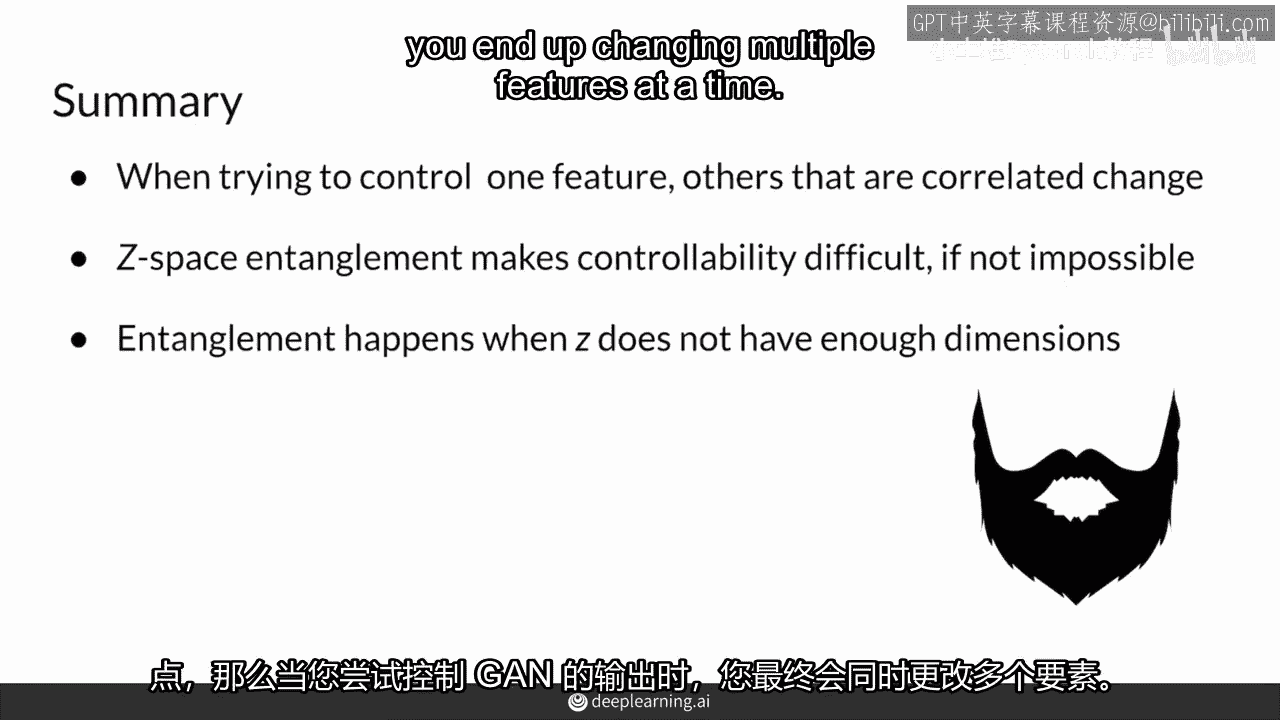 GPT中英字幕课程资源@bilibili.com
you end up changing multiple
features at a time.
Summary
● When trying to control one feature, others that are correlated change
● Z-space entanglement makes controllability difficult, if not impossible
● Entanglement happens when z does not have enough dimensions
点，那么当您尝试控制 GAN 的输出时，您最终会同时更改多个要素。
deeplearning.ai